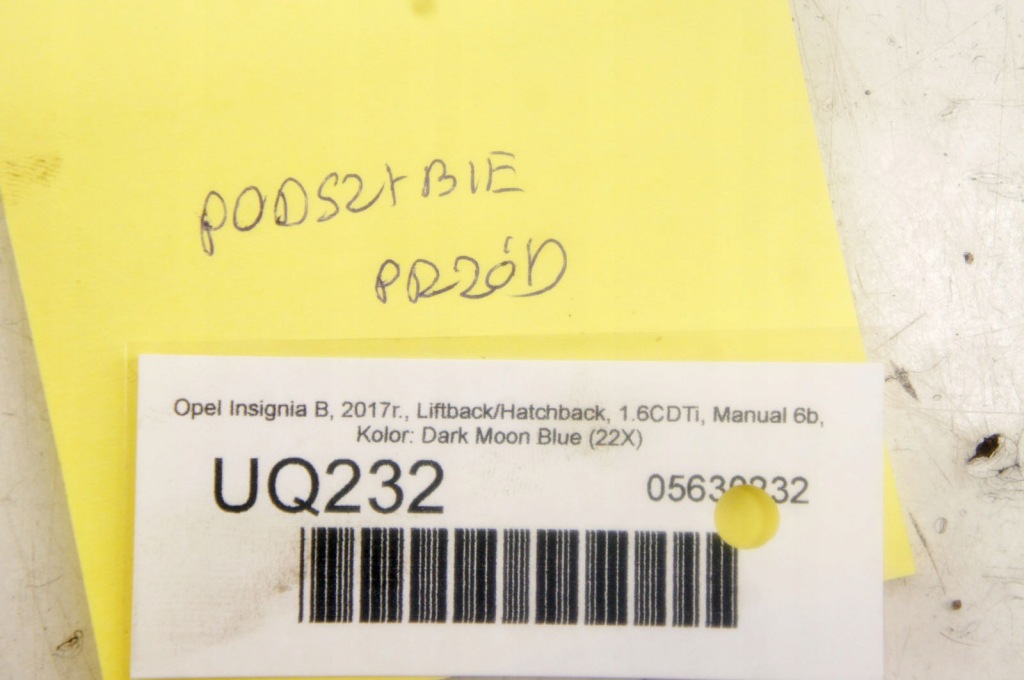 PODSZYBIE
PRZÓD
Opel Insignia B, 2017r., Liftback/Hatchback, 1.6CDTi, Manual 6b,
Kolor: Dark Moon Blue (22X)
UQ232